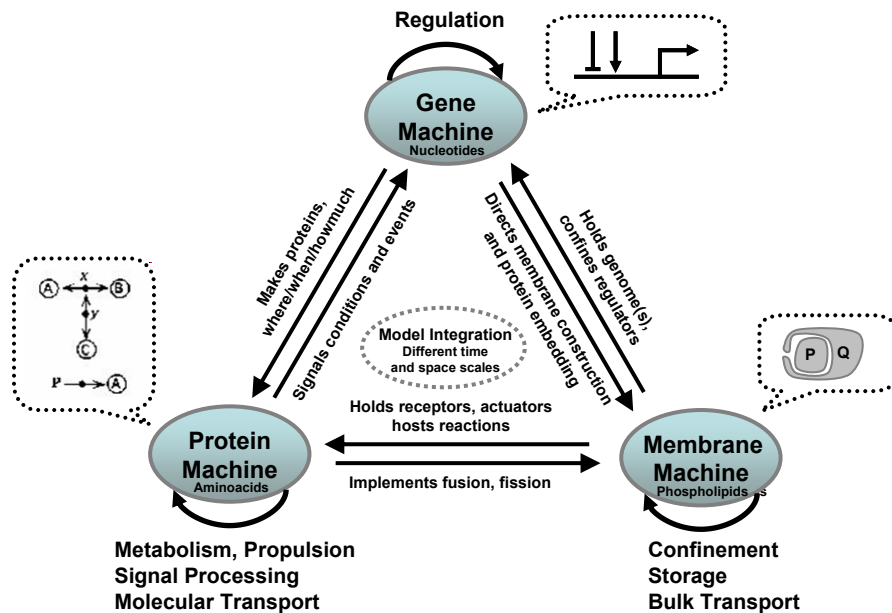 Regulation
Gene
Machine
Nucleotides
Makes proteins,
where/when/howmuch
Signals conditions and events
Directs membrane construction
and protein embedding
Holds genome(s),
confines regulators
A x B
y
C
P A
Model Integration
Different time
and space scales
P Q
Holds receptors, actuators
hosts reactions
Implements fusion, fission
Protein
Machine
Aminoacids
Membrane
Machine
Phospholipids s
Metabolism, Propulsion
Signal Processing
Molecular Transport
Confinement
Storage
Bulk Transport